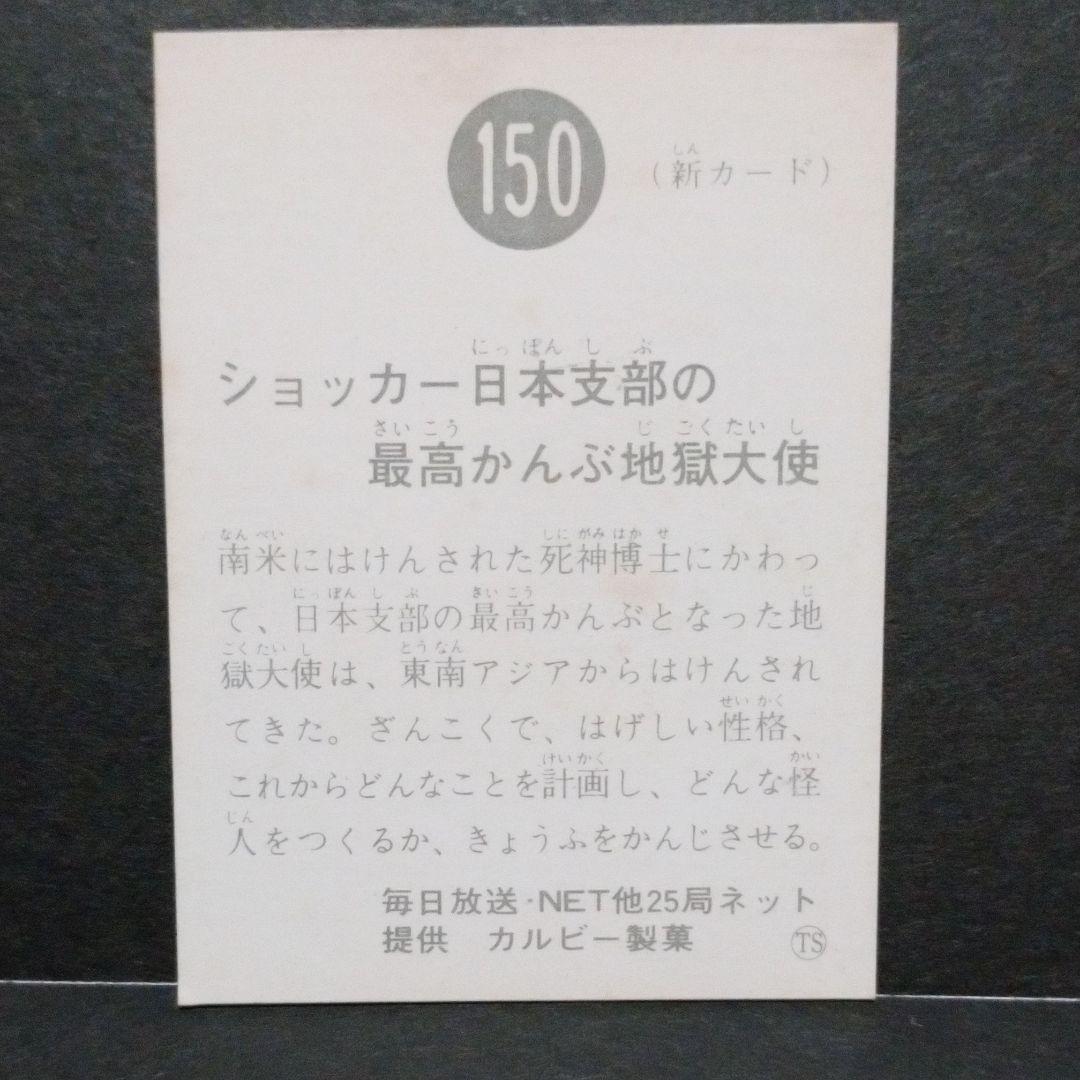 150
（新カード）
ショッカー日本支部の
最高かんぶ地獄大使
南米にはけんされた死神博士にかわっ
て、日本支部の最高かんぶとなった地
獄大使は、東南アジアからはけんされ
てきた。ざんこくで、はげしい性格、
これからどんなことを計画し、どんな怪
人をつくるか、きょうふをかんじさせる。
毎日放送・NET他25局ネット
提供　カルビー製菓 TS